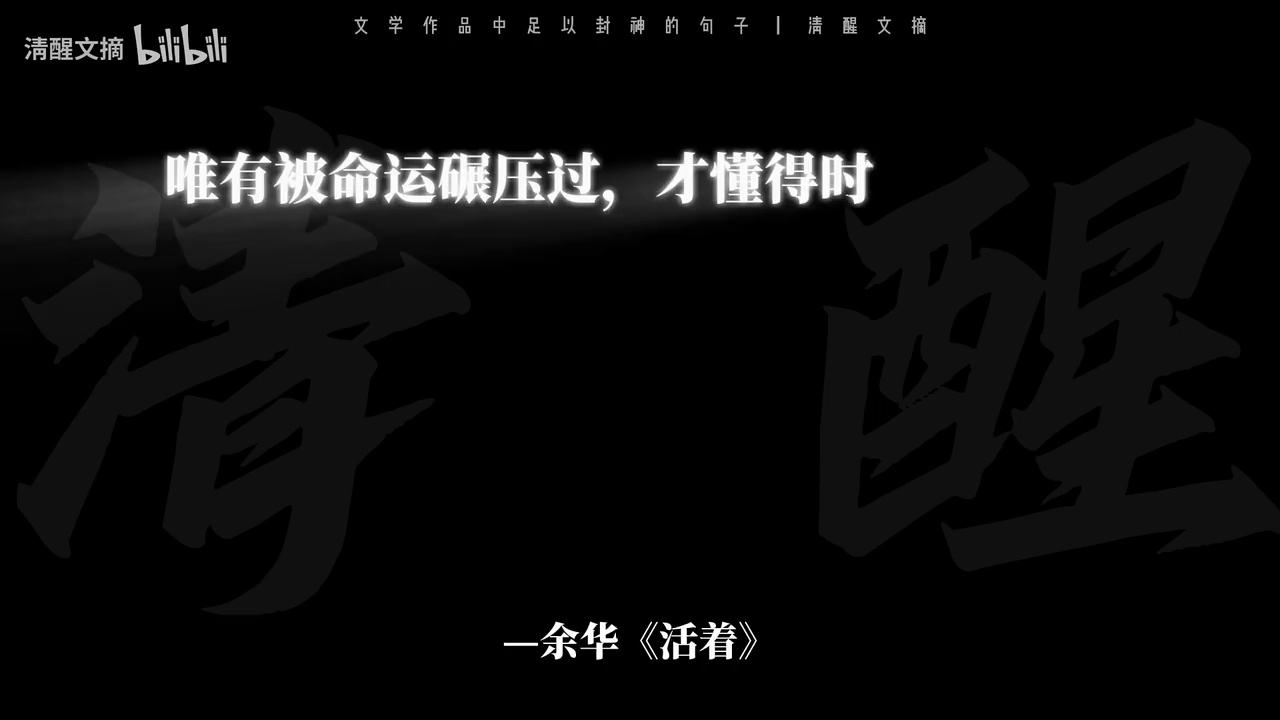 文学作品中足以封神的句子 | 清醒文摘
清醒文摘 bilibili
唯有被命运碾压过，才懂得时
清醒
—余华《活着》